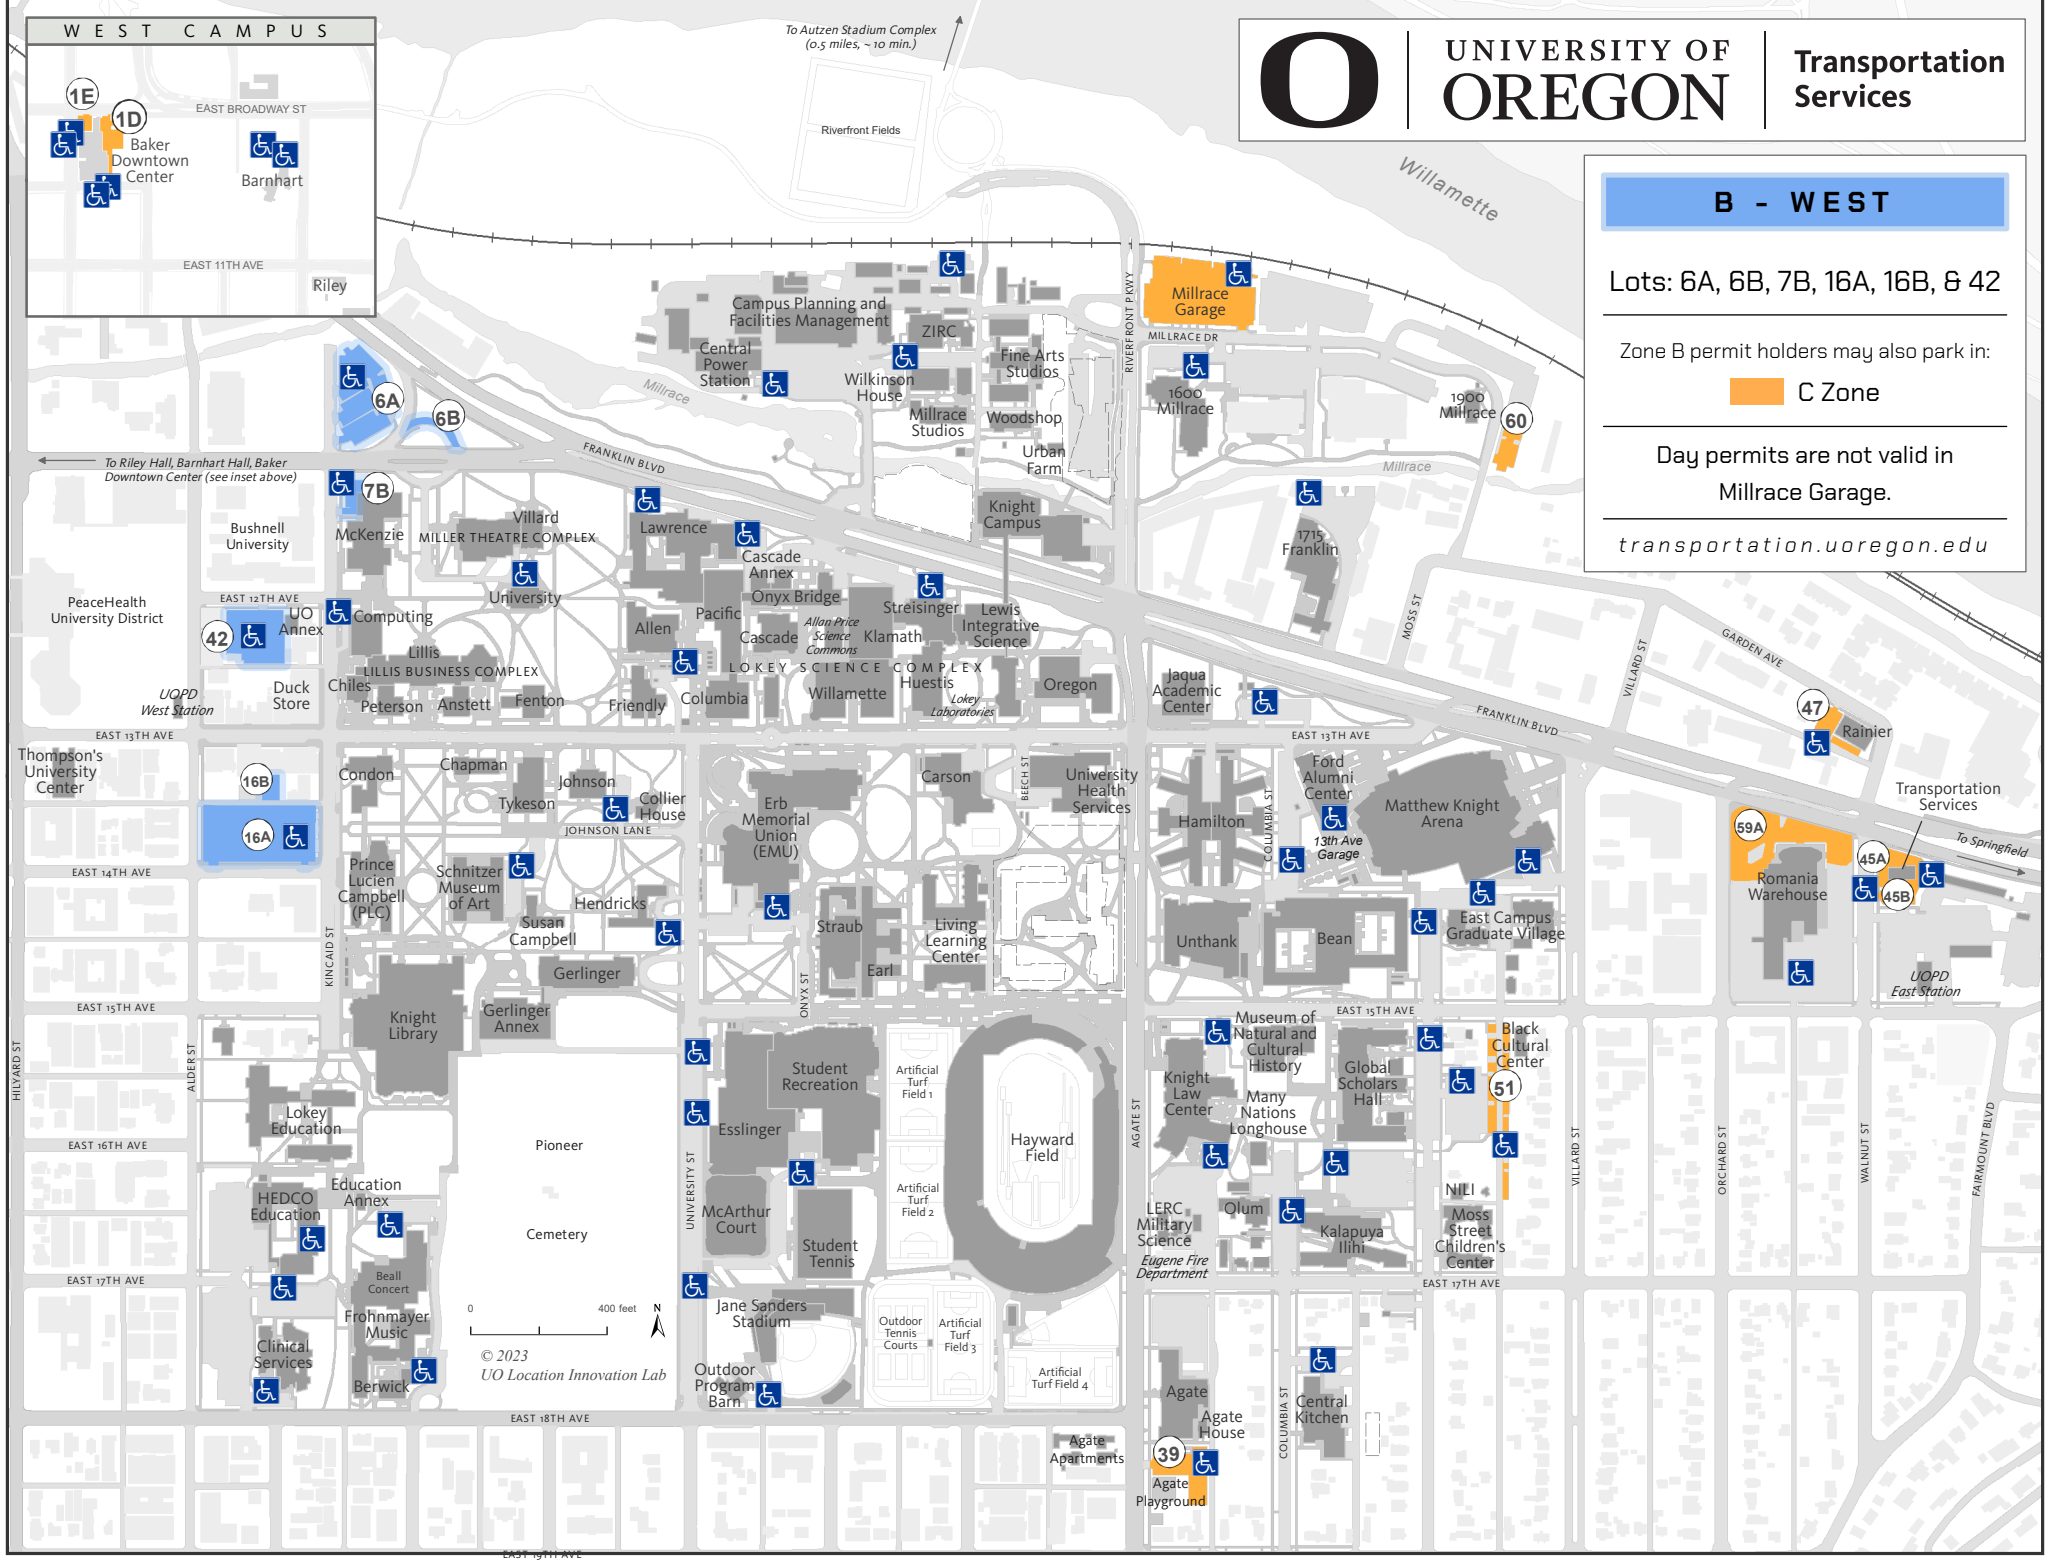 WEST CAMPUS
1E
1D
EAST BROADWAY ST
Baker
Downtown
Center
Barnhart
EAST 11TH AVE
Riley
To Autzen Stadium Complex
(0.5 miles, ~10 min.)
Riverfront Fields
UNIVERSITY OF
OREGON
Transportation
Services
Willamette
B - WEST
Lots: 6A, 6B, 7B, 16A, 16B, & 42
Zone B permit holders may also park in:
C Zone
Day permits are not valid in
Millrace Garage.
transportation.uoregon.edu
Campus Planning and
Facilities Management
ZIRC
Central
Power
Station
Wilkinson
House
Millrace
Studios
Fine Arts
Studios
Woodshop
Urban
Farm
Millrace
RIVERFRONT PKWY
Millrace
Garage
MILLRACE DR
1600
Millrace
1900
Millrace
60
Millrace
6A
6B
FRANKLIN BLVD
To Riley Hall, Barnhart Hall, Baker
Downtown Center (see inset above)
7B
Bushnell
University
McKenzie
Villard
MILLER THEATRE COMPLEX
Lawrence
Cascade
Annex
Onyx Bridge
Knight
Campus
1715
Franklin
MOSS ST
PeaceHealth
University District
EAST 12TH AVE
UO
Annex
42
Computing
University
Pacific
Allen
Cascade
Allan Price
Science
Commons
Klamath
Streisinger
Lewis
Integrative
Science
Lillis
LILLIS BUSINESS COMPLEX
LOKEY SCIENCE COMPLEX
Huestis
Lokey
Laboratories
UOPD
West Station
Duck
Store
Chiles
Peterson
Anstett
Fenton
Friendly
Columbia
Willamette
Oregon
Jaqua
Academic
Center
GARDEN AVE
VILLARD ST
FRANKLIN BLVD
47
Rainier
EAST 13TH AVE
EAST 13TH AVE
Thompson's
University
Center
16B
16A
Condon
Chapman
Tykeson
Johnson
Collier
House
JOHNSON LANE
Erb
Memorial
Union
(EMU)
Carson
BEECH ST
University
Health
Services
Hamilton
COLUMBIA ST
Ford
Alumni
Center
13th Ave
Garage
Matthew Knight
Arena
Transportation
Services
To Springfield
59A
45A
45B
Romania
Warehouse
EAST 14TH AVE
Prince
Lucien
Campbell
(PLC)
Schnitzer
Museum
of Art
Hendricks
Susan
Campbell
Gerlinger
Straub
Earl
Living
Learning
Center
Unthank
Bean
East Campus
Graduate Village
UOPD
East Station
KINCAID ST
ONYX ST
EAST 15TH AVE
EAST 15TH AVE
Knight
Library
Gerlinger
Annex
Student
Recreation
Artificial
Turf
Field 1
Museum of
Natural and
Cultural
History
Knight
Law
Center
Global
Scholars
Hall
Many
Nations
Longhouse
Black
Cultural
Center
51
HILYARD ST
ALDER ST
Lokey
Education
Esslinger
Pioneer
Cemetery
Hayward
Field
AGATE ST
EAST 16TH AVE
UNIVERSITY ST
VILLARD ST
ORCHARD ST
WALNUT ST
FAIRMOUNT BLVD
HEDCO
Education
Education
Annex
McArthur
Court
Student
Tennis
Artificial
Turf
Field 2
LERC
Military
Science
Eugene Fire
Department
Olum
Kalapuya
Ilihi
NILI
Moss
Street
Children's
Center
EAST 17TH AVE
EAST 17TH AVE
Beall
Concert
Frohnmayer
Music
Clinical
Services
Berwick
0
400 feet
N
© 2023
UO Location Innovation Lab
Jane Sanders
Stadium
Outdoor
Program
Barn
Outdoor
Tennis
Courts
Artificial
Turf
Field 3
Artificial
Turf Field 4
Agate
Agate
House
Central
Kitchen
COLUMBIA ST
EAST 18TH AVE
Agate
Apartments
39
Agate
Playground
EAST 19TH AVE